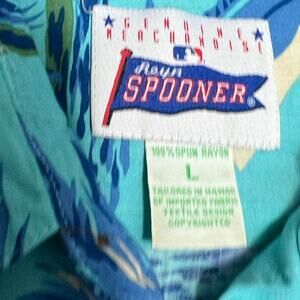 GENUINE
MERCHANDISE
Reyn
SPOONER®
100% SPUN RAYON
L
TAILORED IN HAWAII
OF IMPORTED FABRIC
TEXTILE DESIGN
COPYRIGHTED